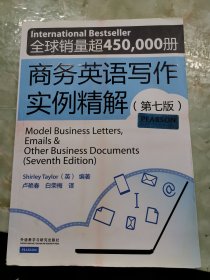 International Bestseller
全球销量超450,000册
商务英语写作
实例精解(第七版)
PEARSON
Model Business Letters,
Emails &
Other Business Documents
(Seventh Edition)
Shirley Taylor (英) 编著
卢艳春 白荣梅 译
外语教学与研究出版社